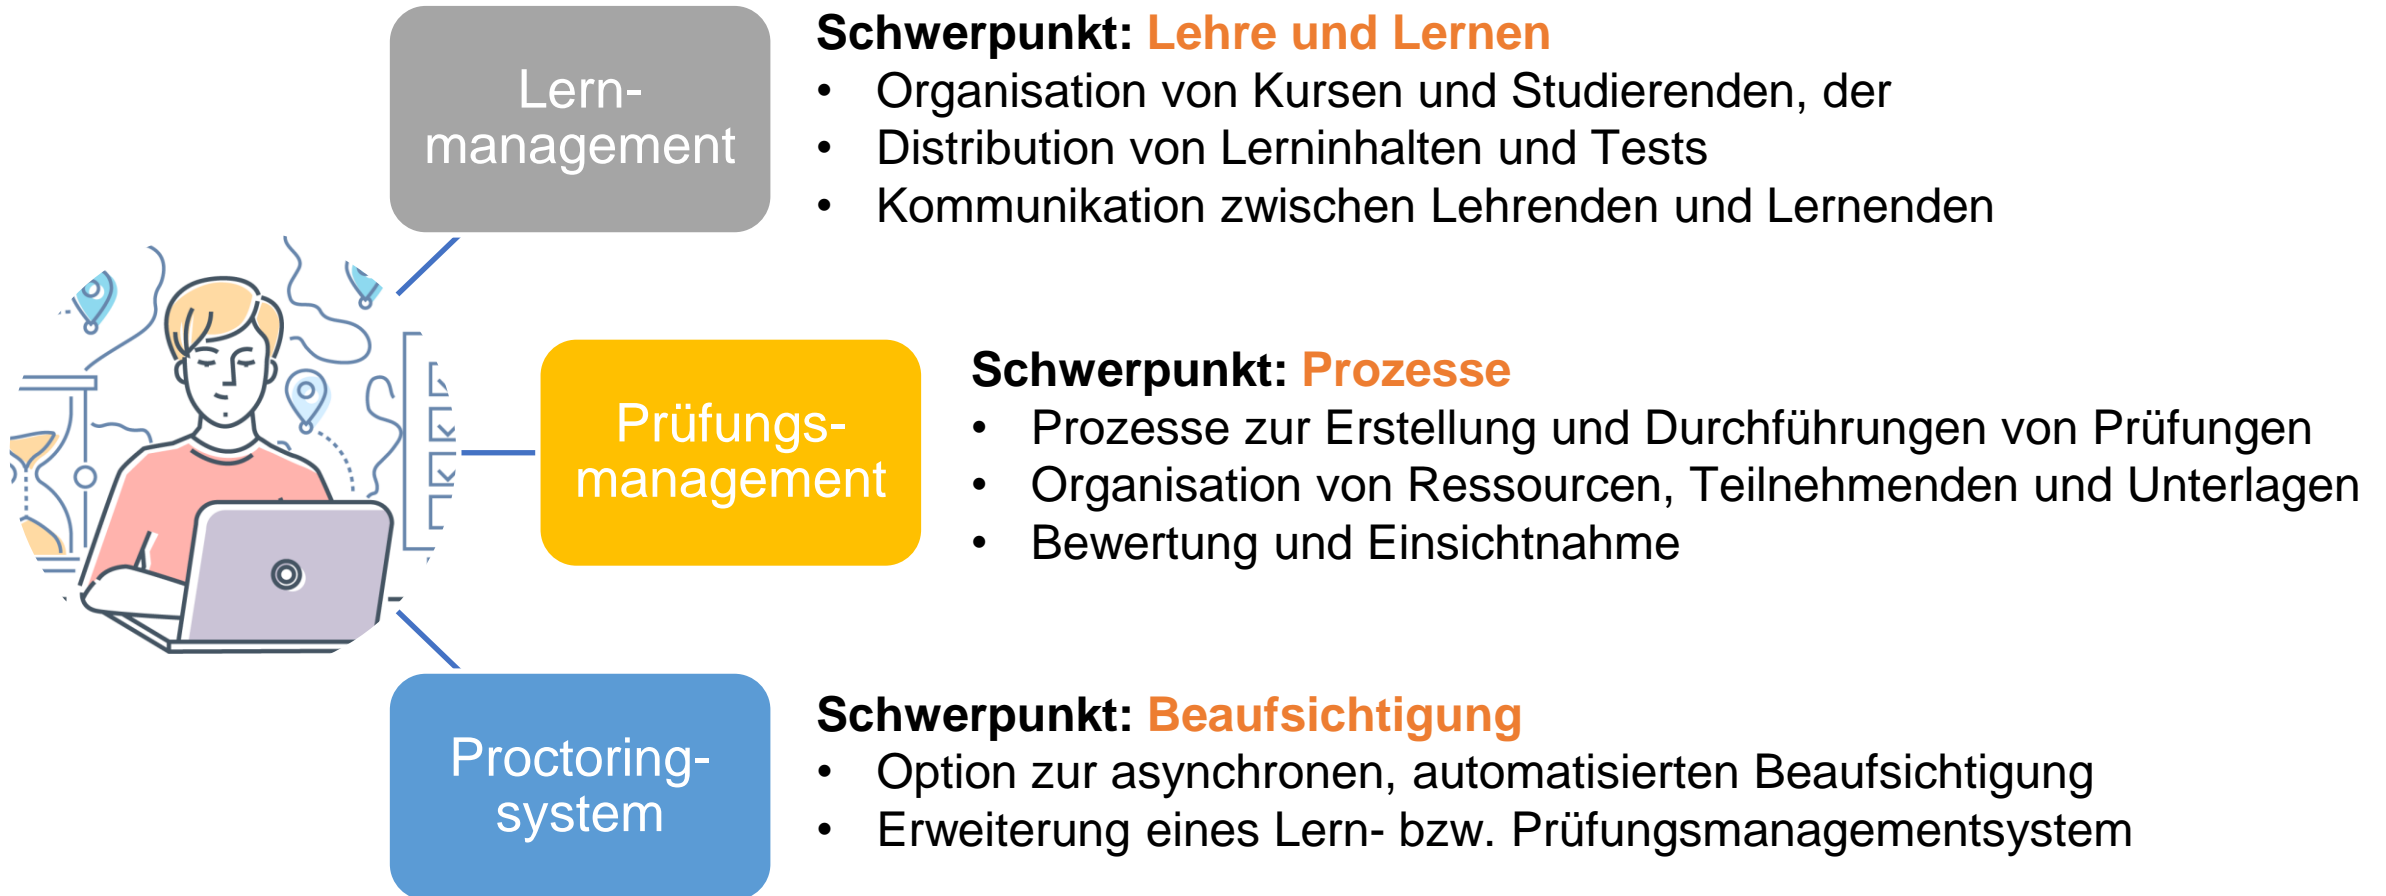 Lern-
management
Schwerpunkt: Lehre und Lernen
• Organisation von Kursen und Studierenden, der
• Distribution von Lerninhalten und Tests
• Kommunikation zwischen Lehrenden und Lernenden
Prüfungs-
management
Schwerpunkt: Prozesse
• Prozesse zur Erstellung und Durchführungen von Prüfungen
• Organisation von Ressourcen, Teilnehmenden und Unterlagen
• Bewertung und Einsichtnahme
Proctoring-
system
Schwerpunkt: Beaufsichtigung
• Option zur asynchronen, automatisierten Beaufsichtigung
• Erweiterung eines Lern- bzw. Prüfungsmanagementsystem